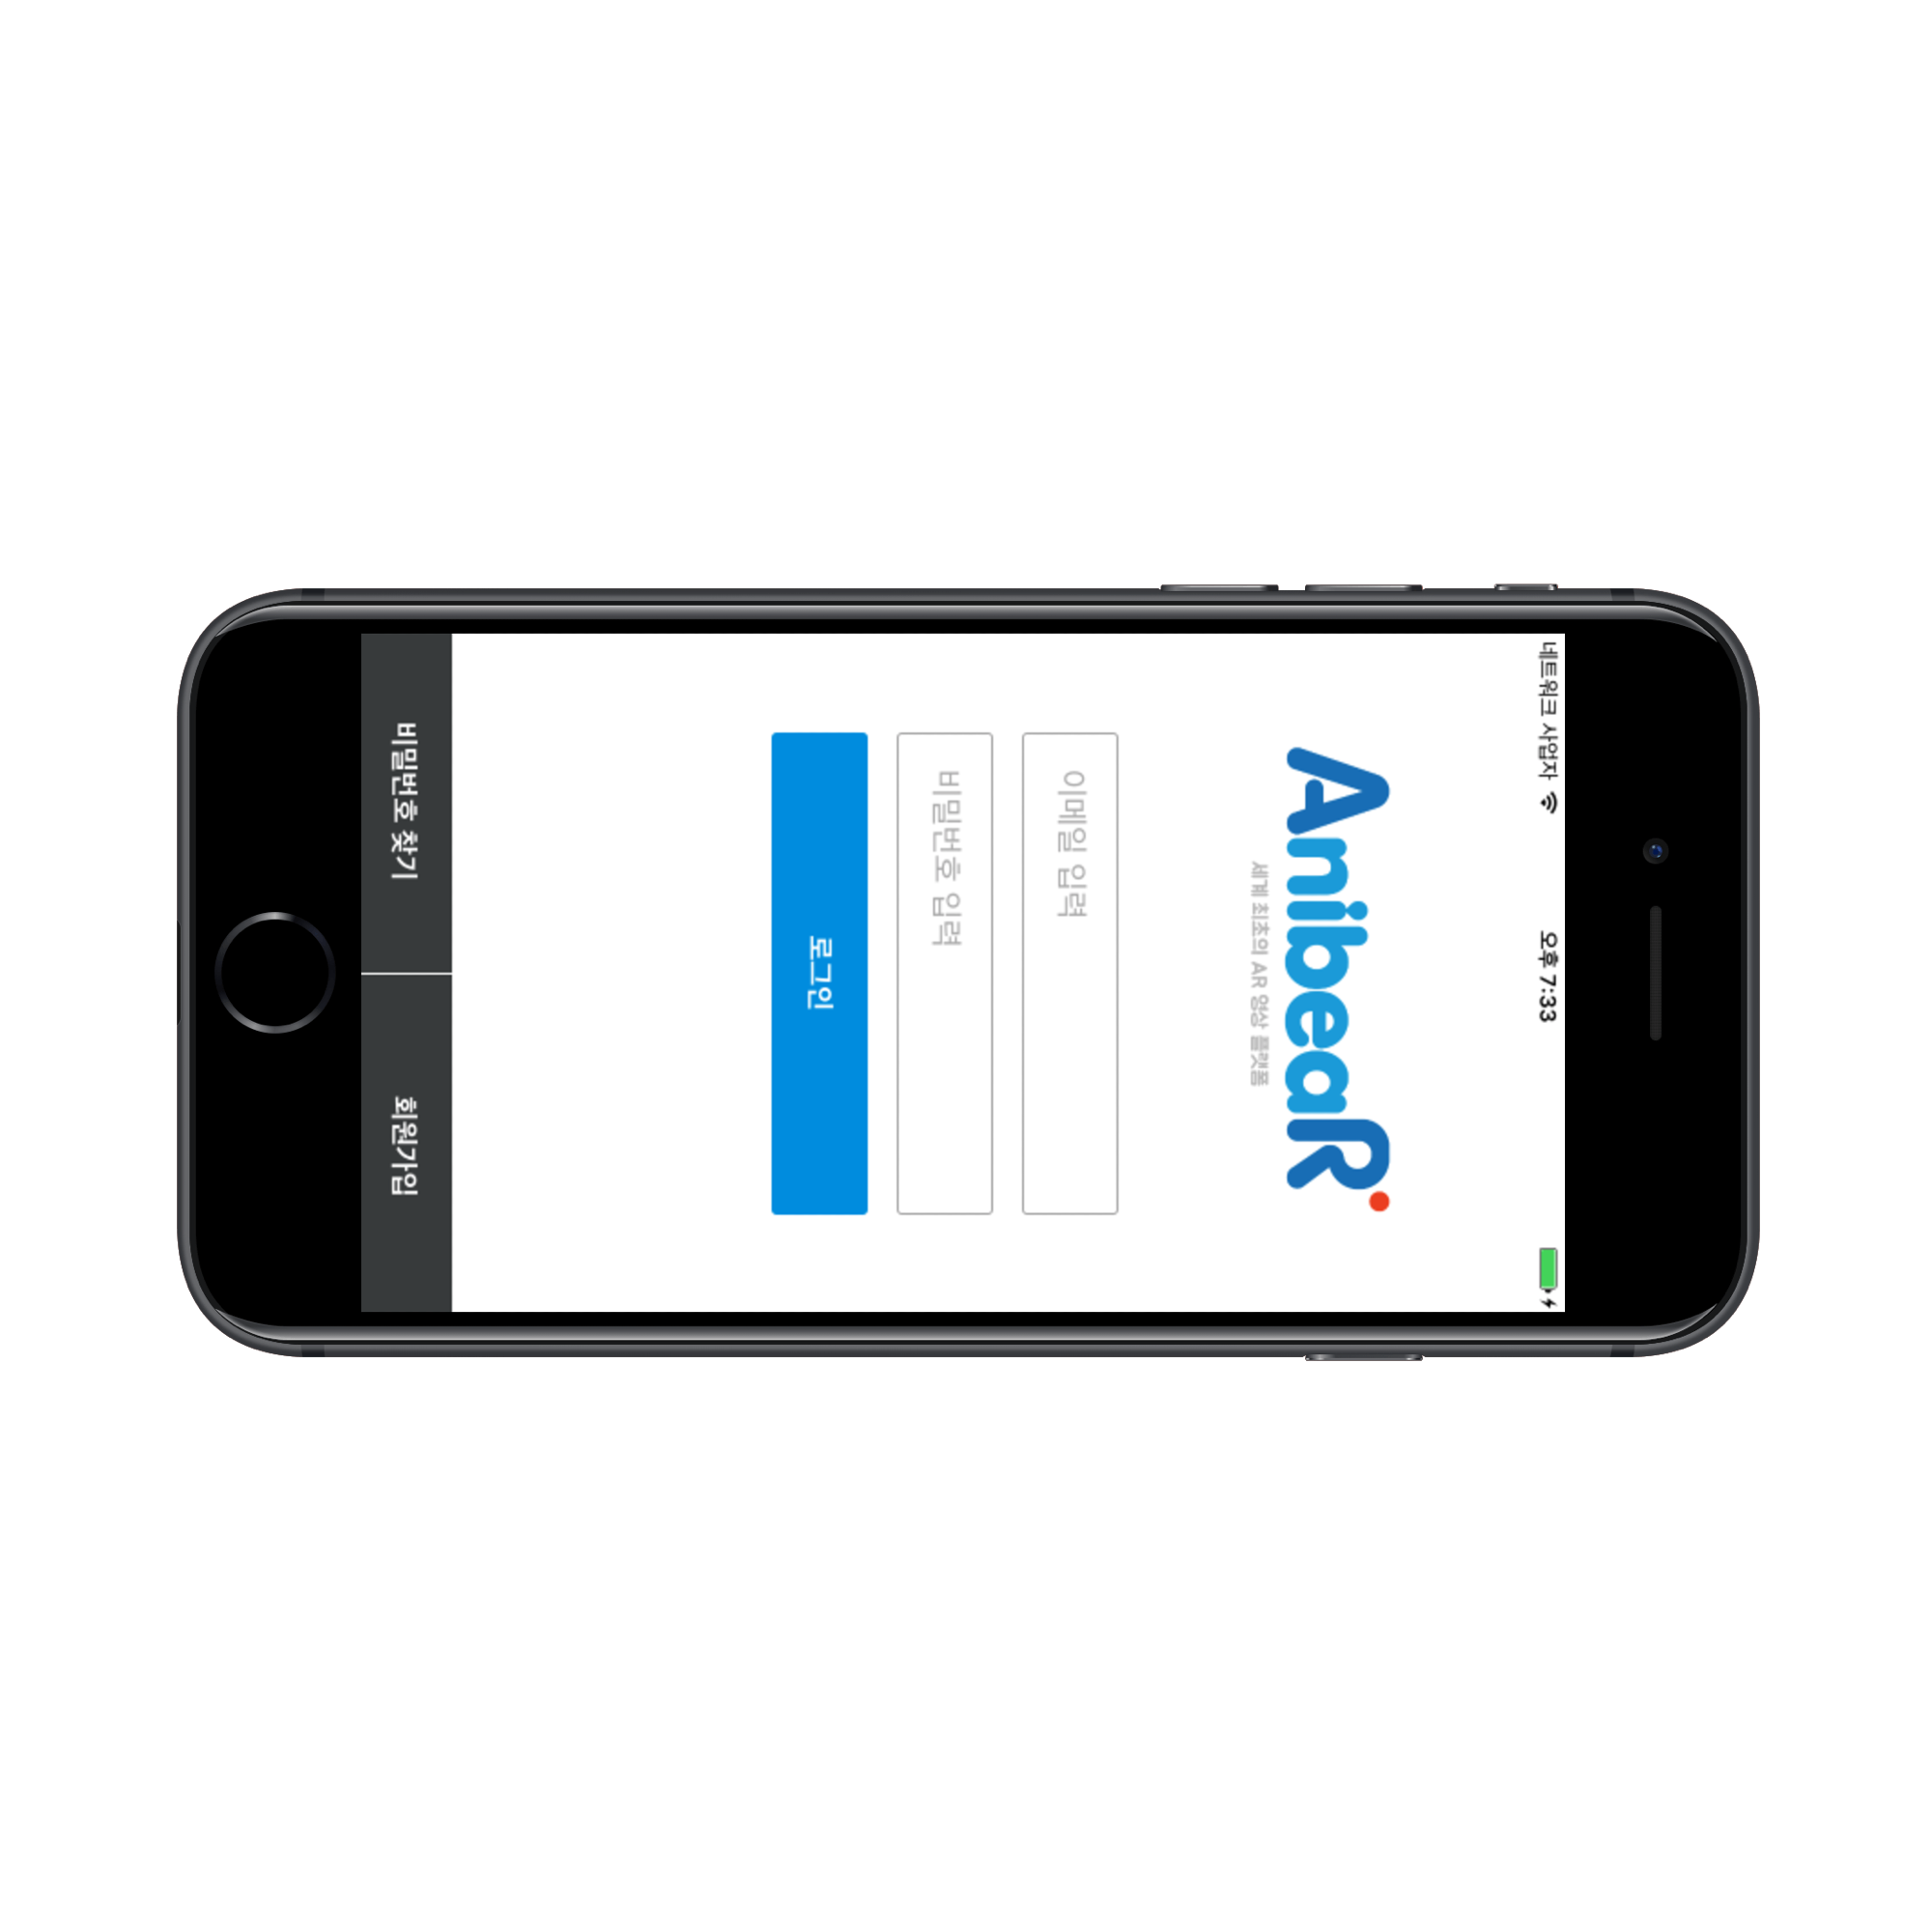 네트워크 사업자 오후 7:33
AnibeaR
세계 최초의 AR 영상 플랫폼
이메일 입력
비밀번호 입력
로그인
비밀번호 찾기 회원가입